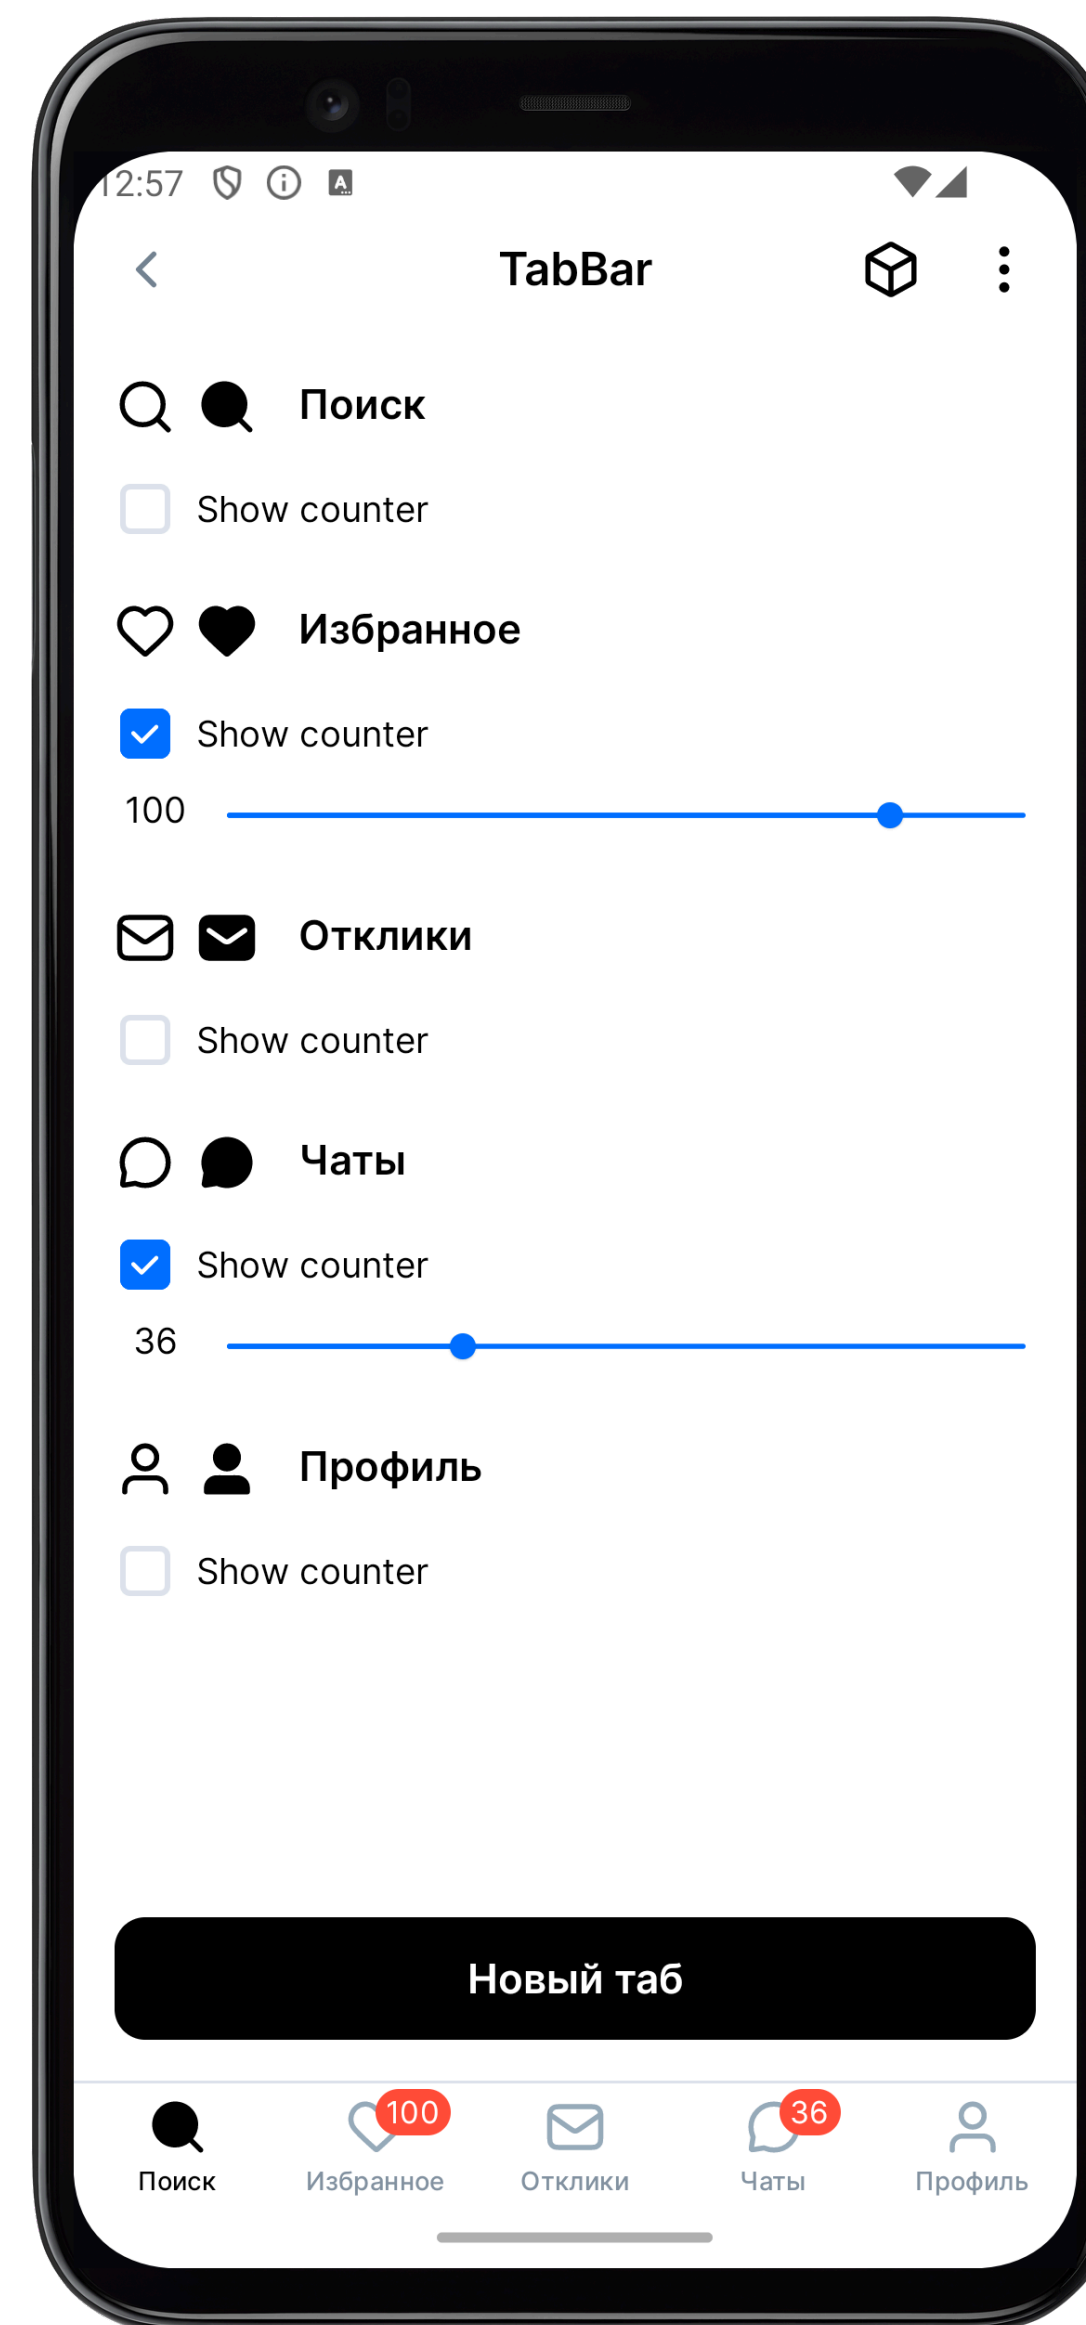 12:57
TabBar
Поиск
Show counter
Избранное
Show counter
100
Отклики
Show counter
Чаты
Show counter
36
Профиль
Show counter
Новый таб
100
36
Поиск
Избранное
Отклики
Чаты
Профиль